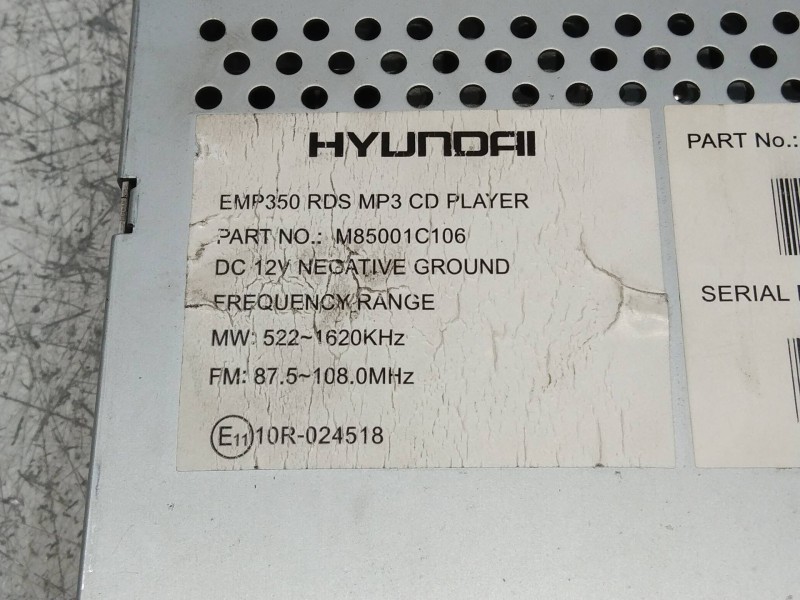 HYUNDAI
EMP350 RDS MP3 CD PLAYER
PART NO.: M85001C106
DC 12V NEGATIVE GROUND
FREQUENCY RANGE
MW: 522~1620KHz
FM: 87.5~108.0MHz
E11 10R-024518
PART No.:
SERIAL